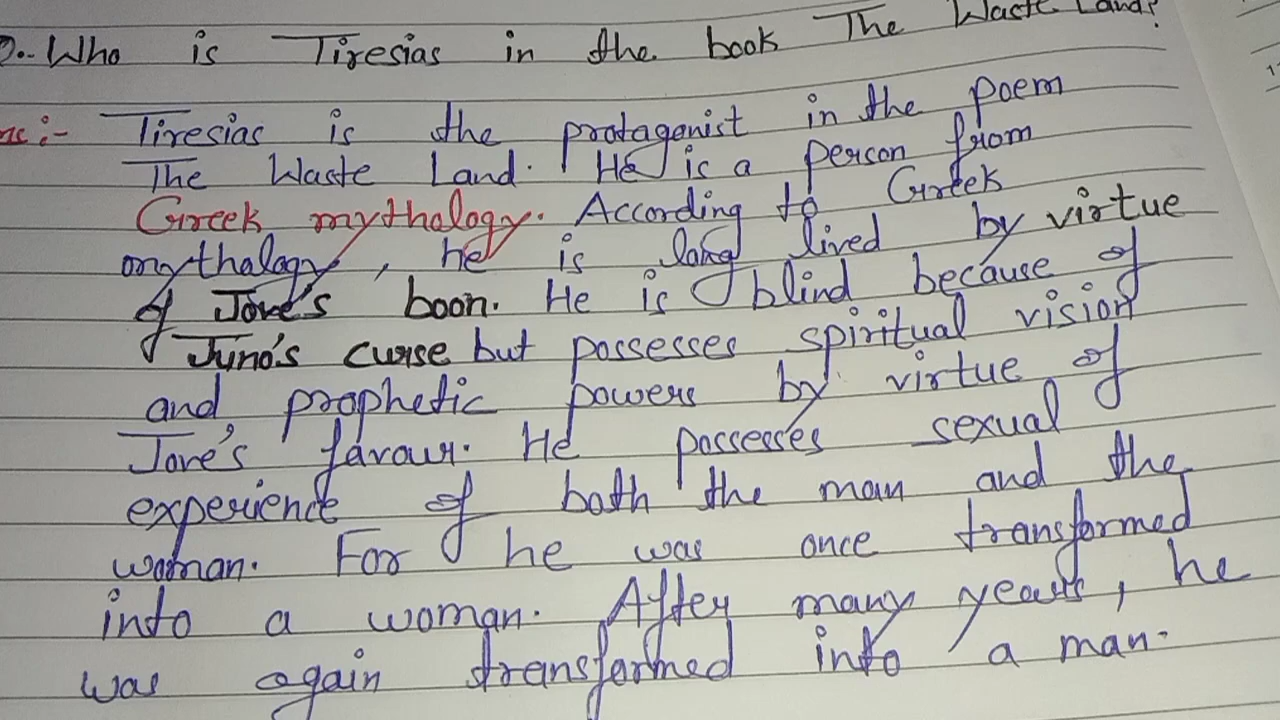 Q.. Who is Tiresias in the book The Waste Land?
ns :- Tiresias is the protagonist in the poem
The Waste Land. He is a person from
Greek mythology. According to Greek
mythology, he is long lived by virtue
of Jove's boon. He is blind because of
Juno's curse but possesses spiritual vision
and prophetic powers by virtue of
Jove's favour. He possesses sexual
experience of both the man and the
woman. For he was once transformed
into a woman. After many years, he
was again transformed into a man.